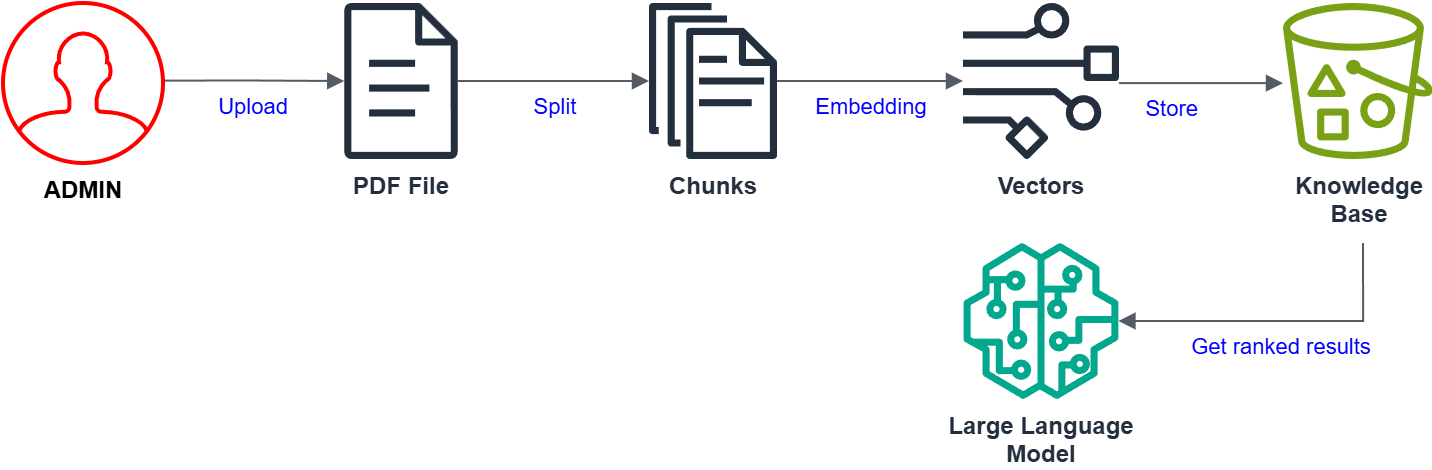 Upload
Split
Embedding
Store
ADMIN
PDF File
Chunks
Vectors
Knowledge
Base
Get ranked results
Large Language
Model